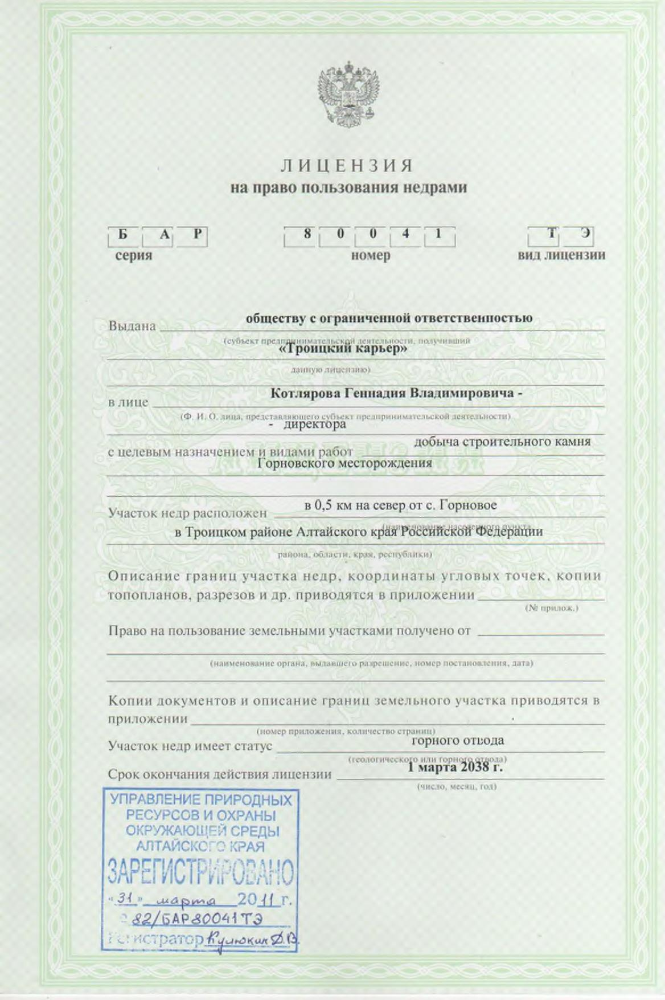 ЛИЦЕНЗИЯ
на право пользования недрами
Б А Р 8 0 0 4 1 Т Э
серия номер вид лицензии
Выдана обществу с ограниченной ответственностью
(субъект предпринимательской деятельности, получивший
«Троицкий карьер»
данную лицензию)
в лице Котлярова Геннадия Владимировича -
(Ф. И. О. лица, представляющего субъект предпринимательской деятельности)
- директора
с целевым назначением и видами работ добыча строительного камня
Горновского месторождения
Участок недр расположен в 0,5 км на север от с. Горновое
(наименование населенного пункта,
в Троицком районе Алтайского края Российской Федерации
района, области, края, республики)
Описание границ участка недр, координаты угловых точек, копии
топопланов, разрезов и др. приводятся в приложении
(№ прилож.)
Право на пользование земельными участками получено от
(наименование органа, выдавшего разрешение, номер постановления, дата)
Копии документов и описание границ земельного участка приводятся в
приложении
(номер приложения, количество страниц)
Участок недр имеет статус горного отвода
(геологического или горного отвода)
Срок окончания действия лицензии 1 марта 2038 г.
(число, месяц, год)
УПРАВЛЕНИЕ ПРИРОДНЫХ
РЕСУРСОВ И ОХРАНЫ
ОКРУЖАЮЩЕЙ СРЕДЫ
АЛТАЙСКОГО КРАЯ
ЗАРЕГИСТРИРОВАНО
«31» марта 2011 г.
82/БАР80041ТЭ
Регистратор Кулюкин Д.В.